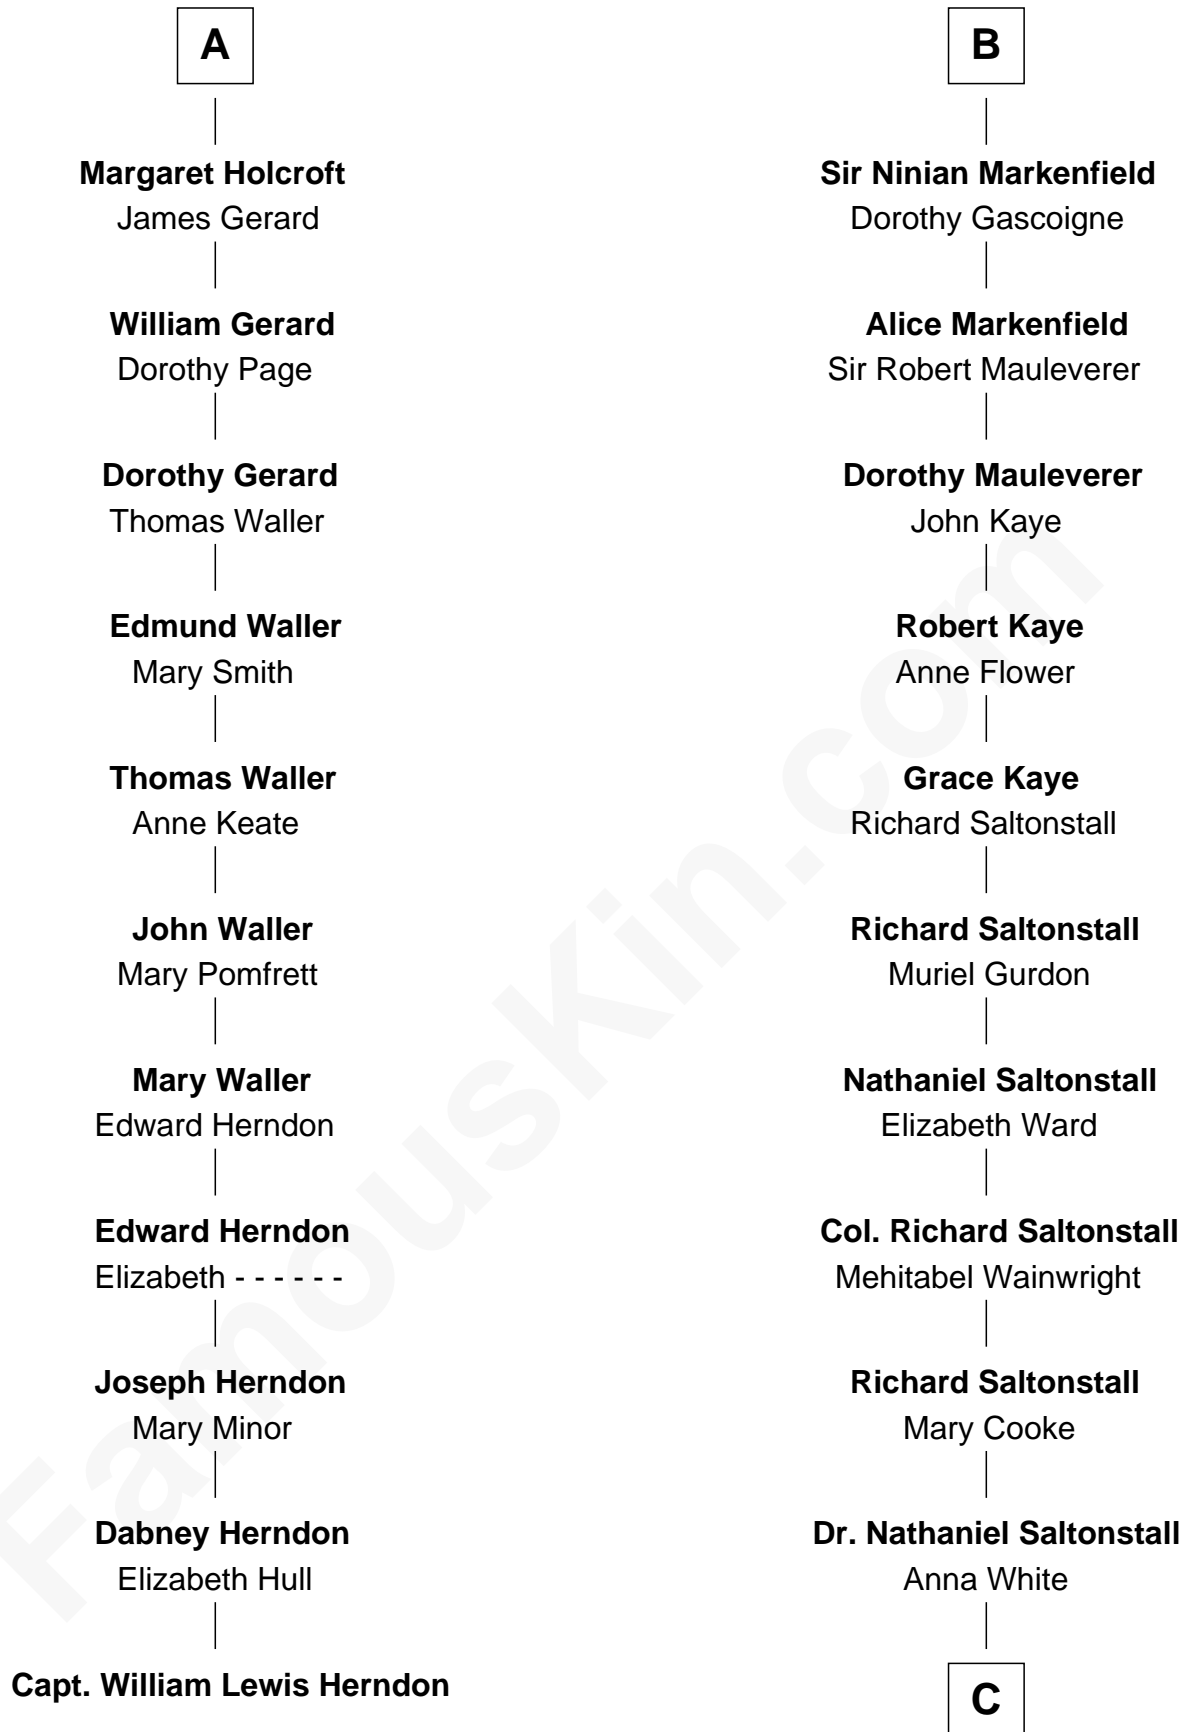 A
Margaret Holcroft
James Gerard
William Gerard
Dorothy Page
Dorothy Gerard
Thomas Waller
Edmund Waller
Mary Smith
Thomas Waller
Anne Keate
John Waller
Mary Pomfrett
Mary Waller
Edward Herndon
Edward Herndon
Elizabeth - - - - - -
Joseph Herndon
Mary Minor
Dabney Herndon
Elizabeth Hull
Capt. William Lewis Herndon
B
Sir Ninian Markenfield
Dorothy Gascoigne
Alice Markenfield
Sir Robert Mauleverer
Dorothy Mauleverer
John Kaye
Robert Kaye
Anne Flower
Grace Kaye
Richard Saltonstall
Richard Saltonstall
Muriel Gurdon
Nathaniel Saltonstall
Elizabeth Ward
Col. Richard Saltonstall
Mehitabel Wainwright
Richard Saltonstall
Mary Cooke
Dr. Nathaniel Saltonstall
Anna White
C
FamousKin.com